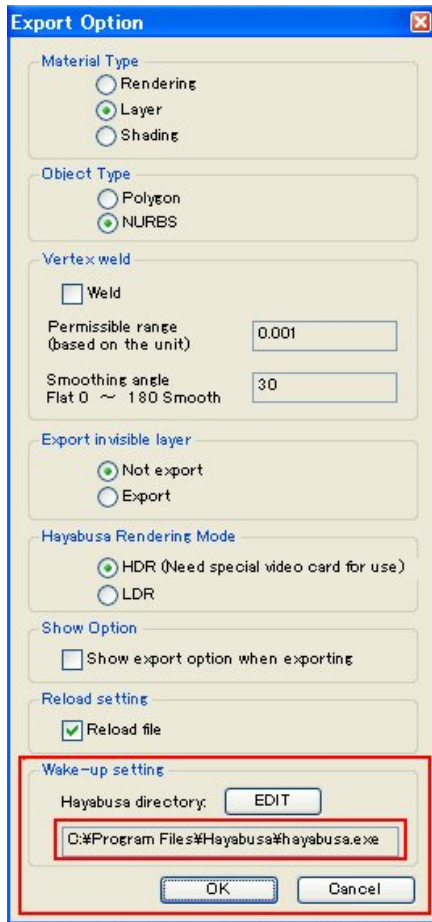 Export Option
Material Type
Rendering
Layer
Shading
Object Type
Polygon
NURBS
Vertex weld
Weld
Permissible range
(based on the unit)
0.001
Smoothing angle
Flat 0 ～ 180 Smooth
30
Export invisible layer
Not export
Export
Hayabusa Rendering Mode
HDR (Need special video card for use)
LDR
Show Option
Show export option when exporting
Reload setting
Reload file
Wake-up setting
Hayabusa directory:
EDIT
C:¥Program Files¥Hayabusa¥hayabusa.exe
OK
Cancel